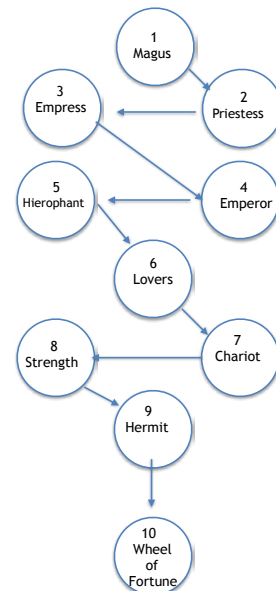 1
Magus
2
Priestess
3
Empress
4
Emperor
5
Hierophant
6
Lovers
7
Chariot
8
Strength
9
Hermit
10
Wheel
of
Fortune